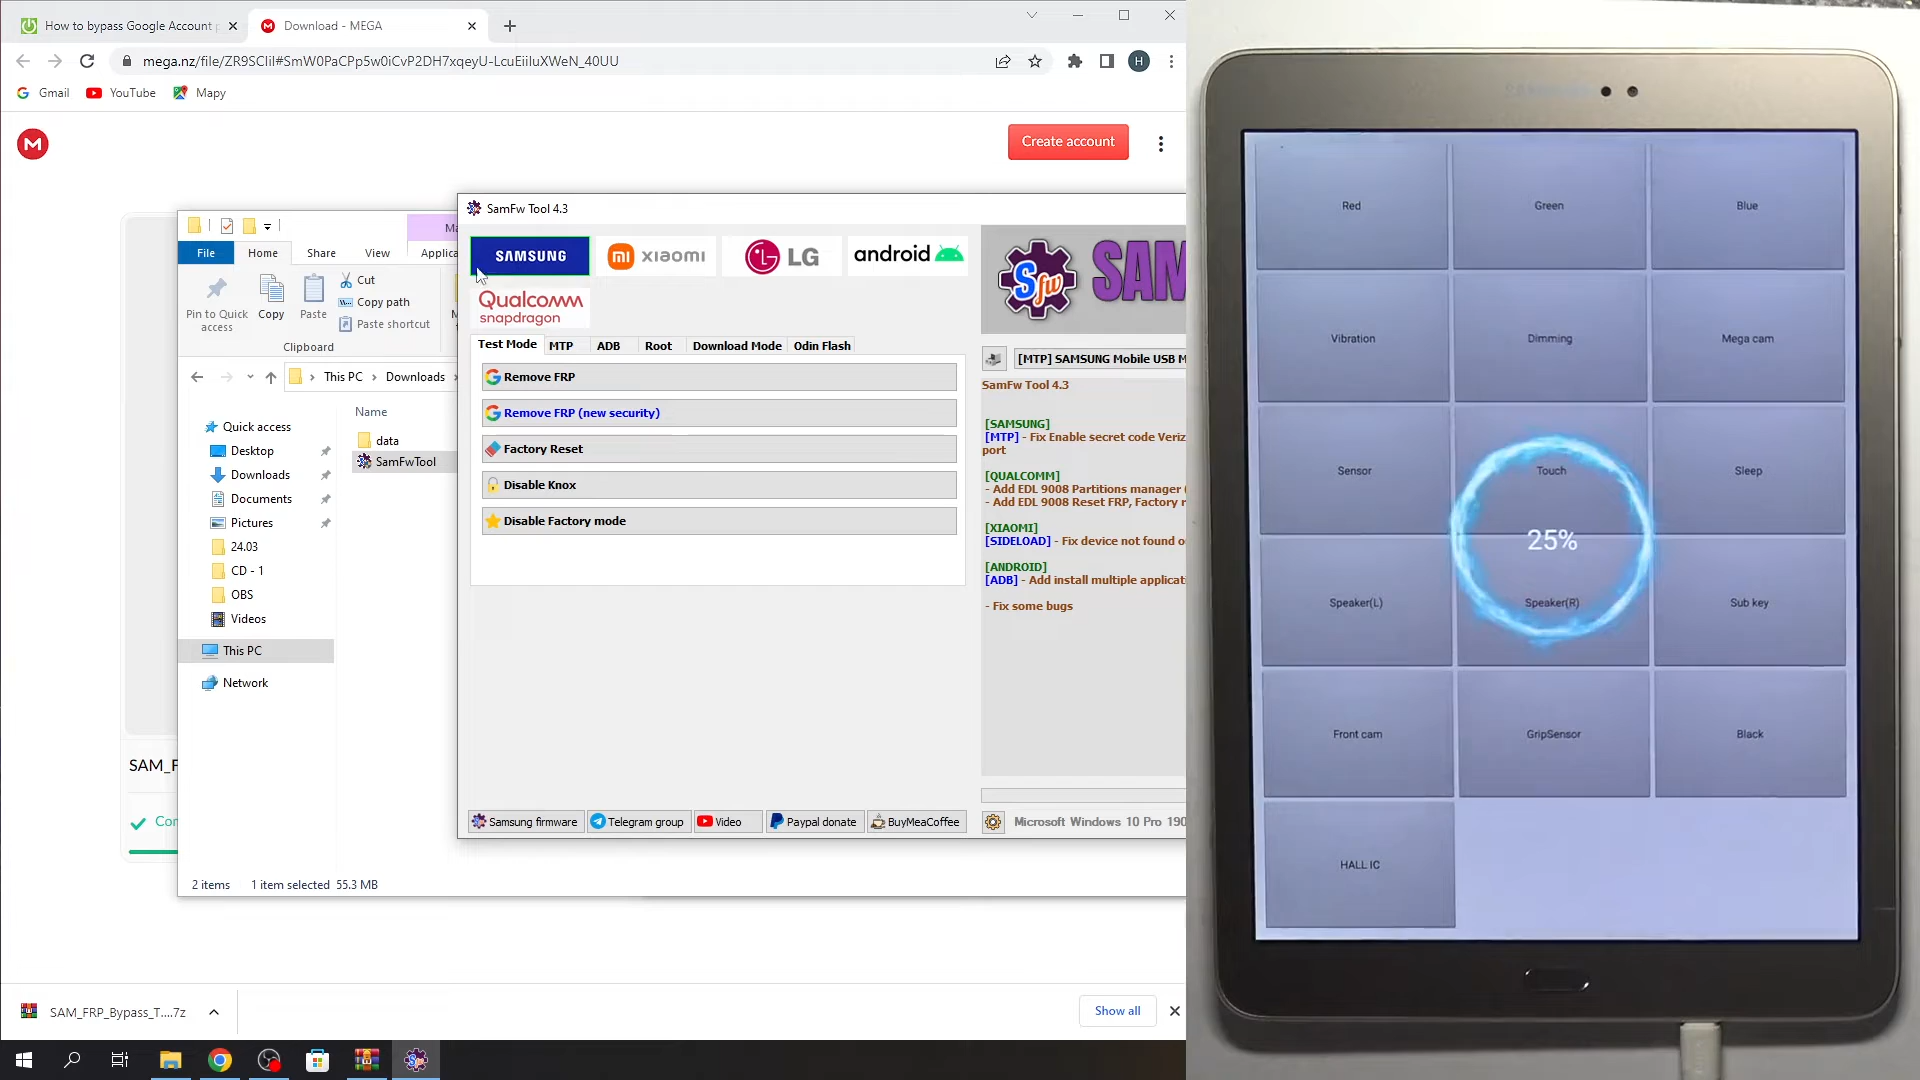 How to bypass Google Account p
Download - MEGA
mega.nz/file/ZR9SCliI#SmW0PaCPp5w0iCvP2DH7xqeyU-LcuEiiluXWeN_40UU
H
Gmail
YouTube
Mapy
M
Create account
SamFw Tool 4.3
File
Home
Share
View
Applica
SAMSUNG
xiaomi
LG
android
Qualcomm
snapdragon
Sfw
SAM
Pin to Quick
access
Copy
Paste
Cut
Copy path
Paste shortcut
Clipboard
Test Mode
MTP
ADB
Root
Download Mode
Odin Flash
[MTP] SAMSUNG Mobile USB M
This PC
Downloads
Remove FRP
Remove FRP (new security)
Factory Reset
Disable Knox
Disable Factory mode
SamFw Tool 4.3
[SAMSUNG]
[MTP] - Fix Enable secret code Veriz
port
[QUALCOMM]
- Add EDL 9008 Partitions manager (
- Add EDL 9008 Reset FRP, Factory r
[XIAOMI]
[SIDELOAD] - Fix device not found o
[ANDROID]
[ADB] - Add install multiple applicati
- Fix some bugs
Name
data
SamFwTool
Quick access
Desktop
Downloads
Documents
Pictures
24.03
CD - 1
OBS
Videos
This PC
Network
SAM_F
Con
Samsung firmware
Telegram group
Video
Paypal donate
BuyMeaCoffee
Microsoft Windows 10 Pro 190
2 items
1 item selected 55.3 MB
SAM_FRP_Bypass_T....7z
Show all
Red
Green
Blue
Vibration
Dimming
Mega cam
Sensor
Touch
Sleep
25%
Speaker(L)
Speaker(R)
Sub key
Front cam
GripSensor
Black
HALL IC